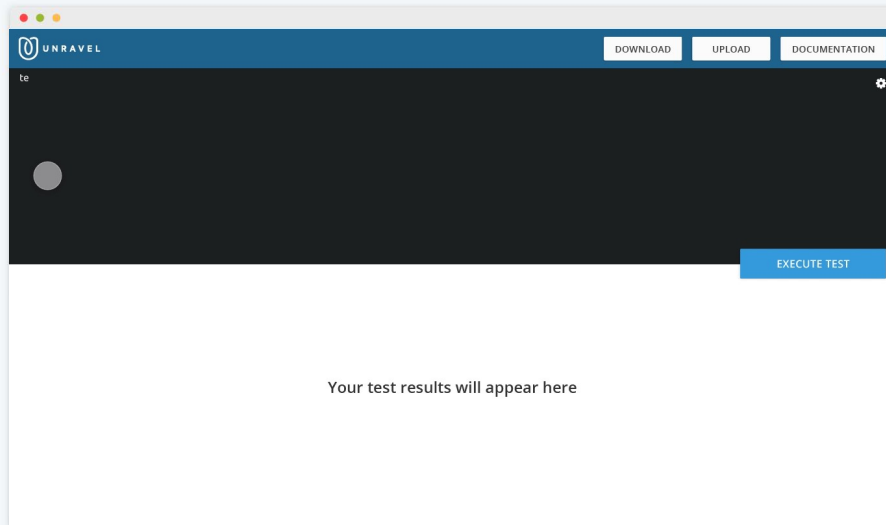 UNRAVEL
DOWNLOAD UPLOAD DOCUMENTATION
te
EXECUTE TEST
Your test results will appear here